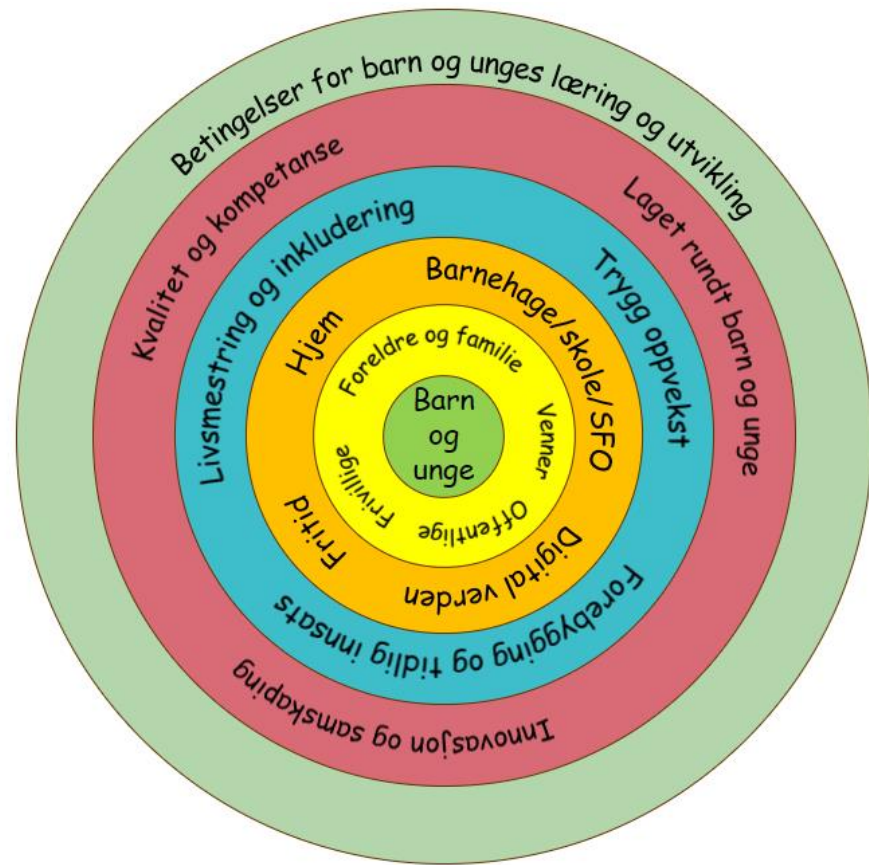 Betingelser for barn og unges læring og utvikling
Kvalitet og kompetanse
Laget rundt barn og unge
Innovasjon og samskaping
Livsmestring og inkludering
Trygg oppvekst
Forebygging og tidlig innsats
Hjem
Barnehage/skole/SFO
Digital verden
Fritid
Foreldre og familie
Venner
Offentlige
Frivillige
Barn
og
unge